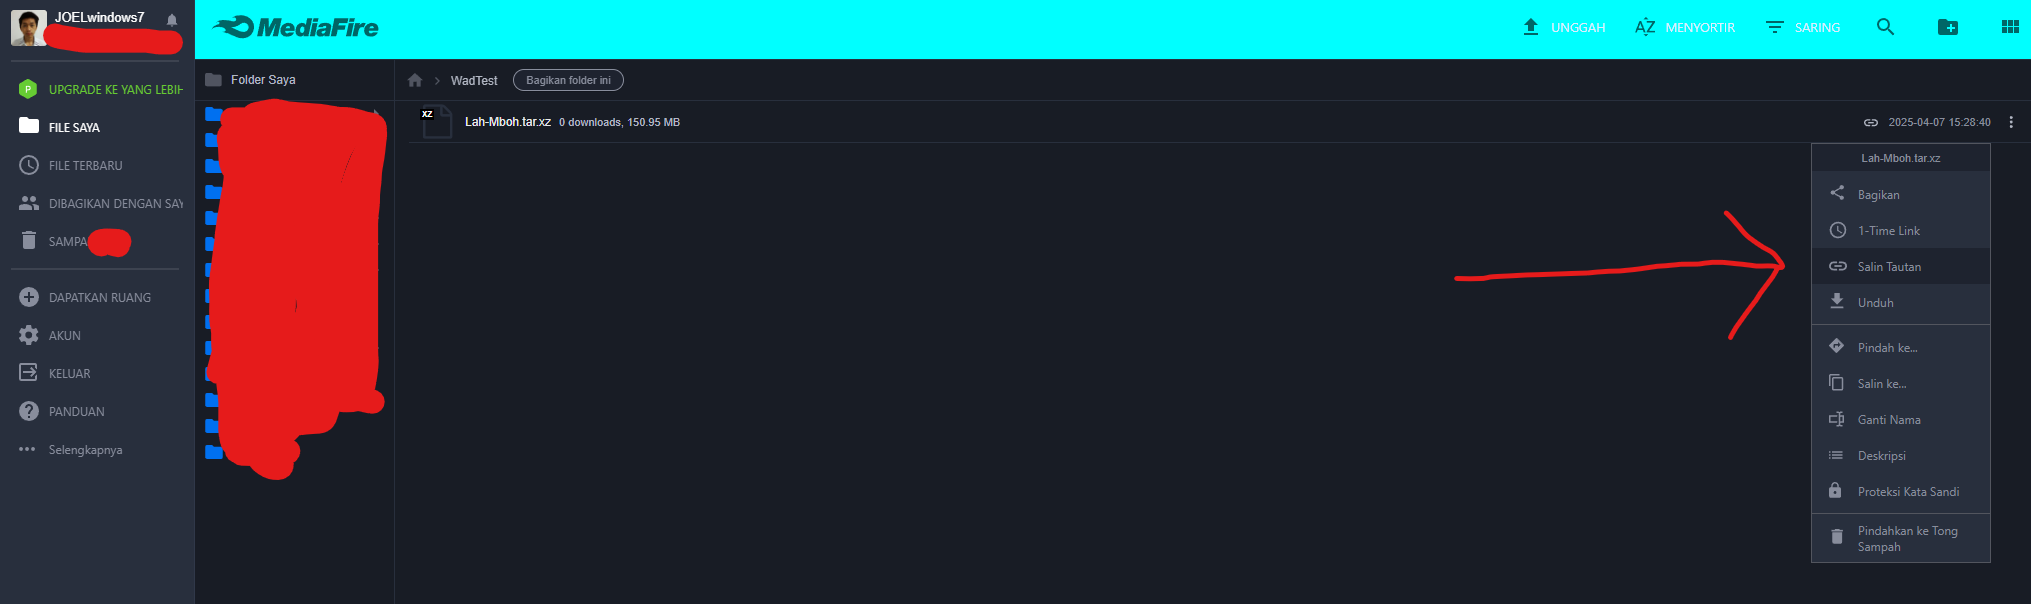 JOELwindows7
MediaFire
UNGGAH
MENYORTIR
SARING
UPGRADE KE YANG LEBIH
FILE SAYA
FILE TERBARU
DIBAGIKAN DENGAN SAY
SAMPA
DAPATKAN RUANG
AKUN
KELUAR
PANDUAN
Selengkapnya
Folder Saya
WadTest
Bagikan folder ini
XZ
Lah-Mboh.tar.xz 0 downloads, 150.95 MB
2025-04-07 15:28:40
Lah-Mboh.tar.xz
Bagikan
1-Time Link
Salin Tautan
Unduh
Pindah ke...
Salin ke...
Ganti Nama
Deskripsi
Proteksi Kata Sandi
Pindahkan ke Tong
Sampah